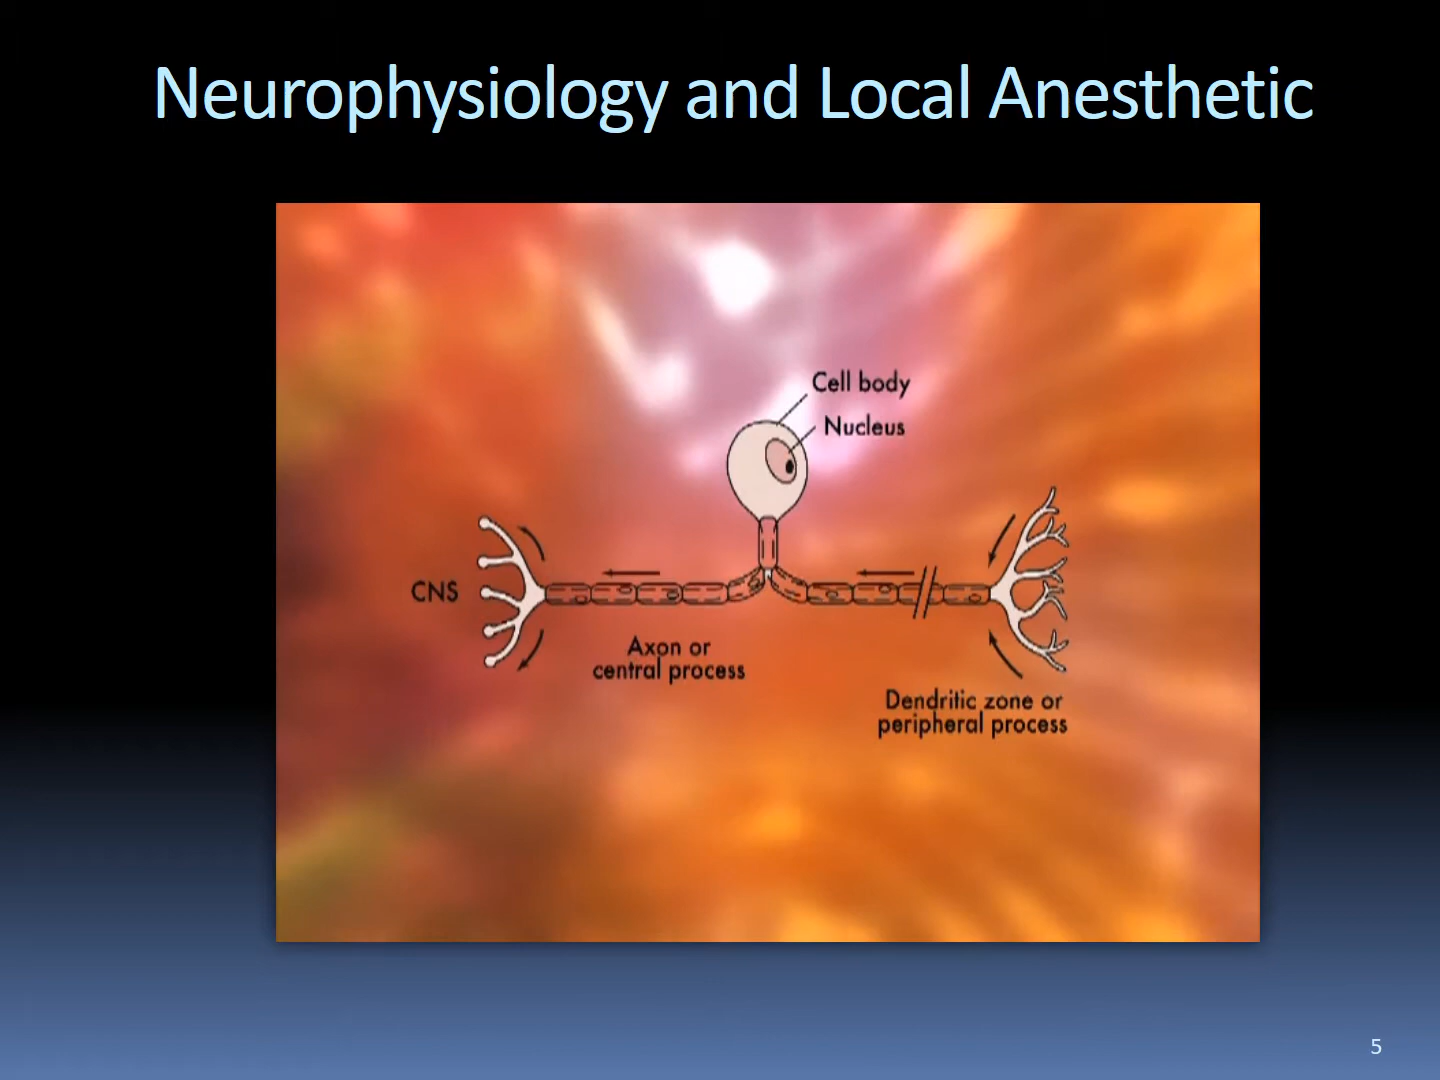 Neurophysiology and Local Anesthetic
Cell body
Nucleus
CNS
Axon or
central process
Dendritic zone or
peripheral process
5